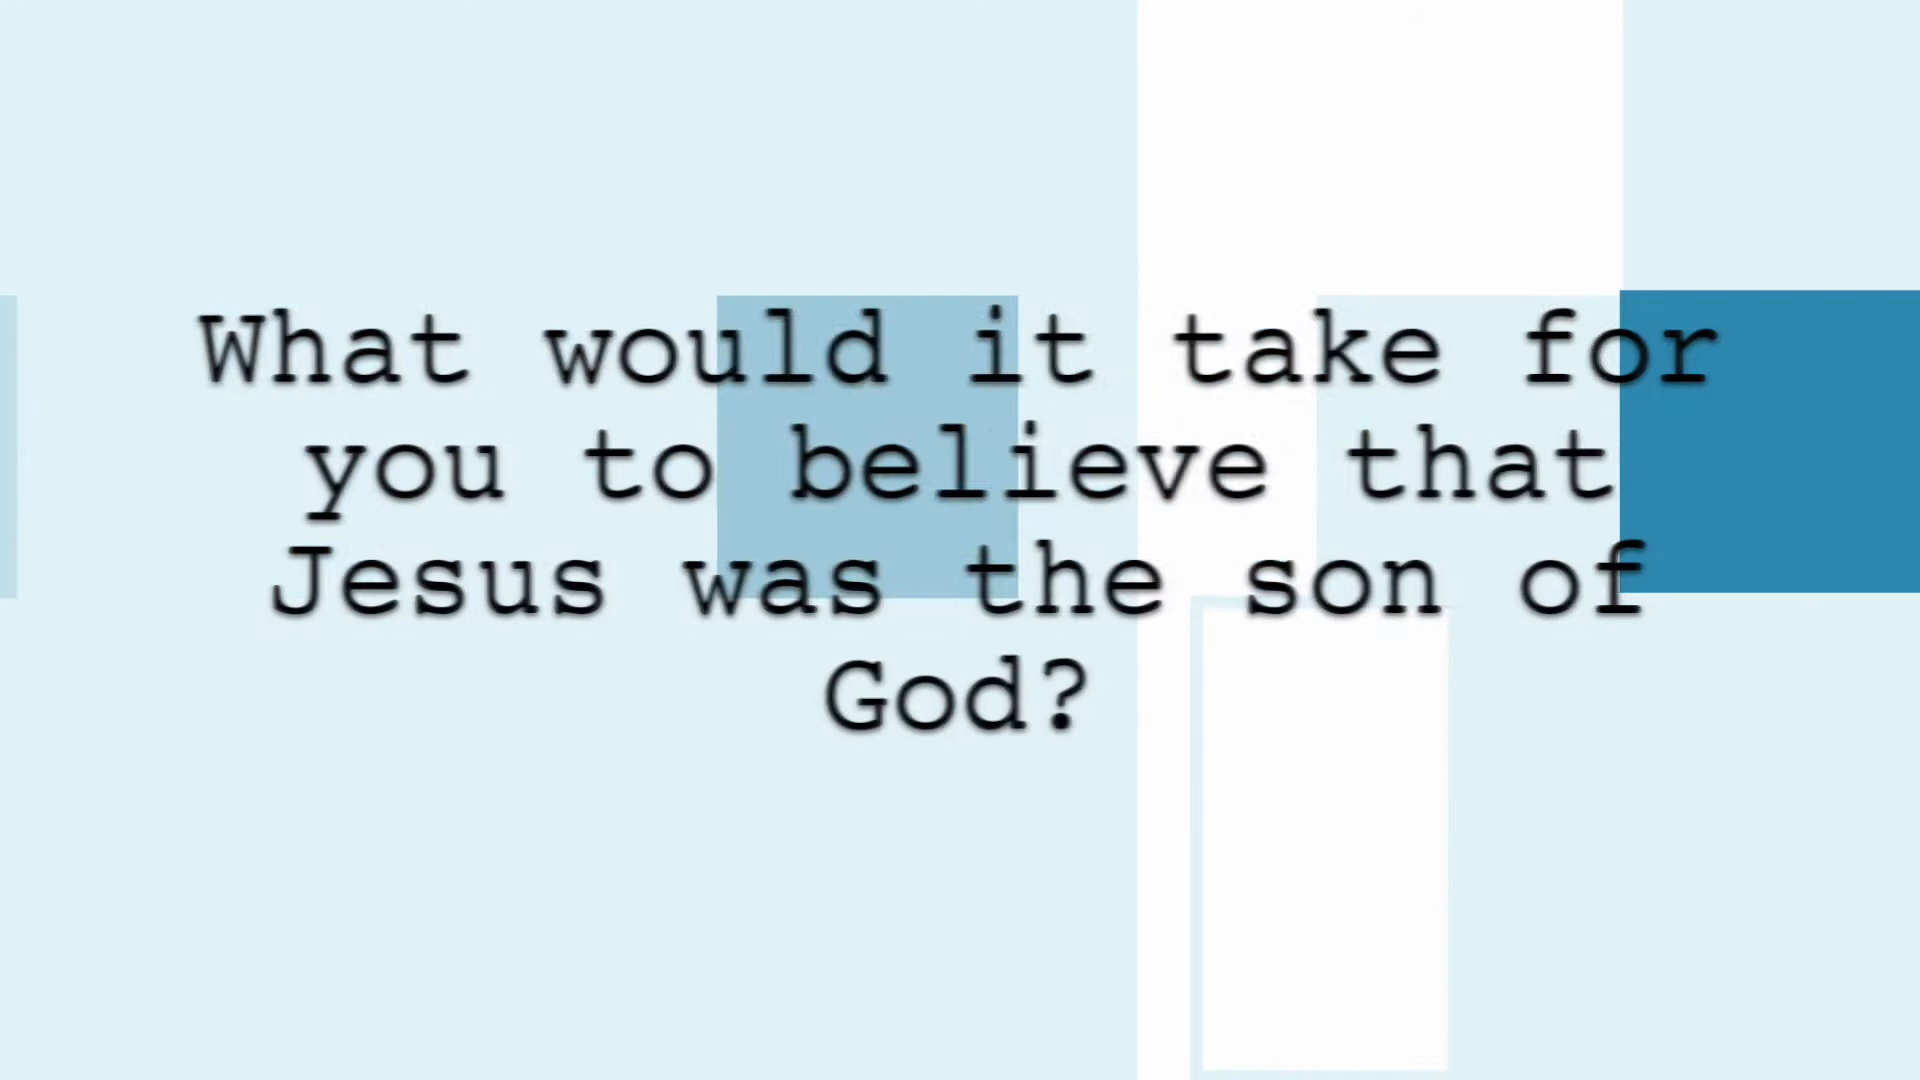 What would it take for
you to believe that
Jesus was the son of
God?